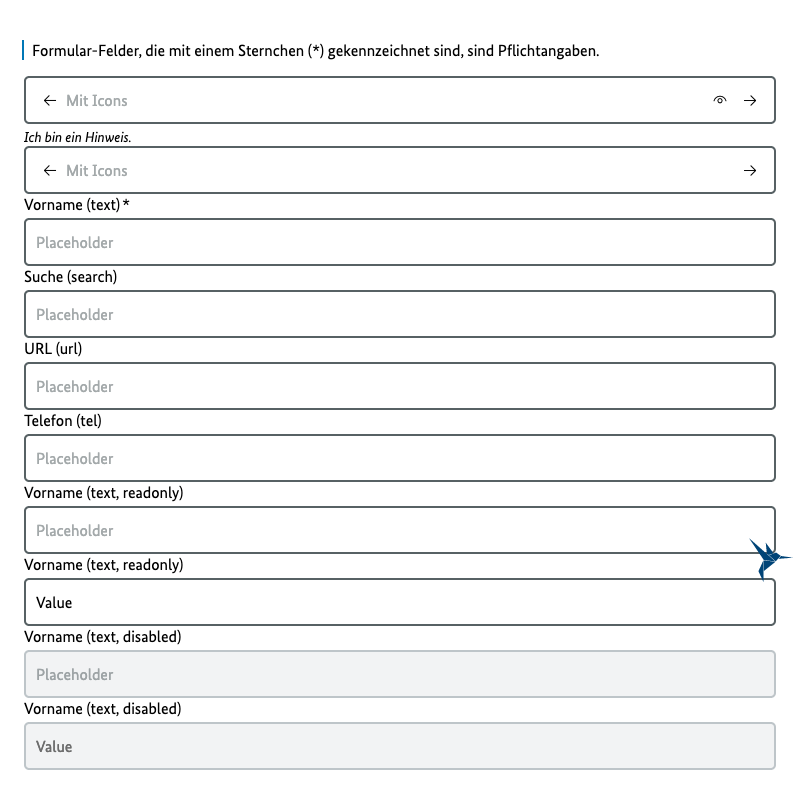 Formular-Felder, die mit einem Sternchen (*) gekennzeichnet sind, sind Pflichtangaben.
Mit Icons
Ich bin ein Hinweis.
Mit Icons
Vorname (text) *
Placeholder
Suche (search)
Placeholder
URL (url)
Placeholder
Telefon (tel)
Placeholder
Vorname (text, readonly)
Placeholder
Vorname (text, readonly)
Value
Vorname (text, disabled)
Placeholder
Vorname (text, disabled)
Value